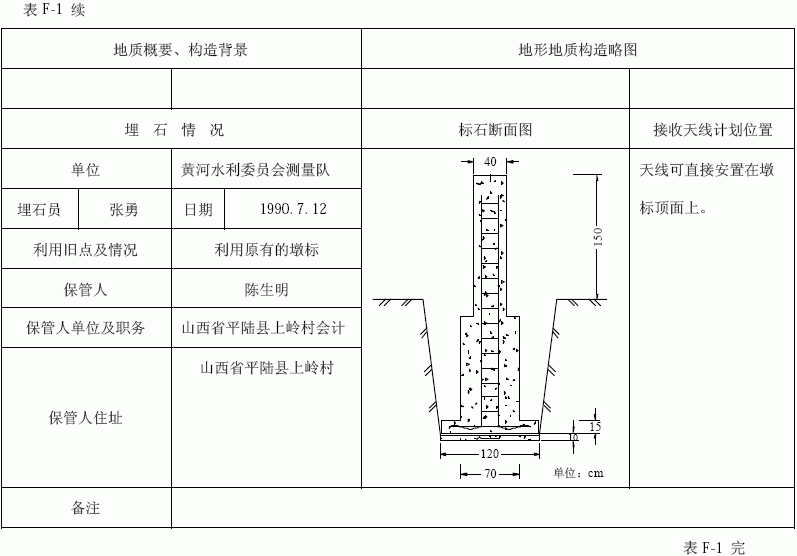 表 F-1 续
地质概要、构造背景
地形地质构造略图
埋 石 情 况
标石断面图
接收天线计划位置
单位
黄河水利委员会测量队
天线可直接安置在墩
标顶面上。
埋石员
张勇
日期
1990.7.12
利用旧点及情况
利用原有的墩标
保管人
陈生明
保管人单位及职务
山西省平陆县上岭村会计
保管人住址
山西省平陆县上岭村
40
150
15
10
120
70
单位：cm
备注
表 F-1 完